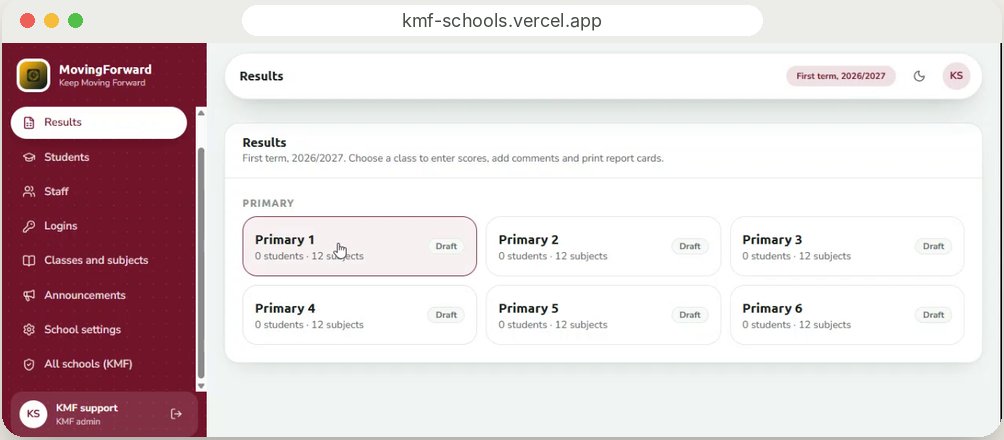 kmf-schools.vercel.app
MovingForward
Keep Moving Forward
Results
Students
Staff
Logins
Classes and subjects
Announcements
School settings
All schools (KMF)
KS
KMF support
KMF admin
Results
First term, 2026/2027
KS
Results
First term, 2026/2027. Choose a class to enter scores, add comments and print report cards.
PRIMARY
Primary 1
0 students · 12 subjects
Draft
Primary 2
0 students · 12 subjects
Draft
Primary 3
0 students · 12 subjects
Draft
Primary 4
0 students · 12 subjects
Draft
Primary 5
0 students · 12 subjects
Draft
Primary 6
0 students · 12 subjects
Draft